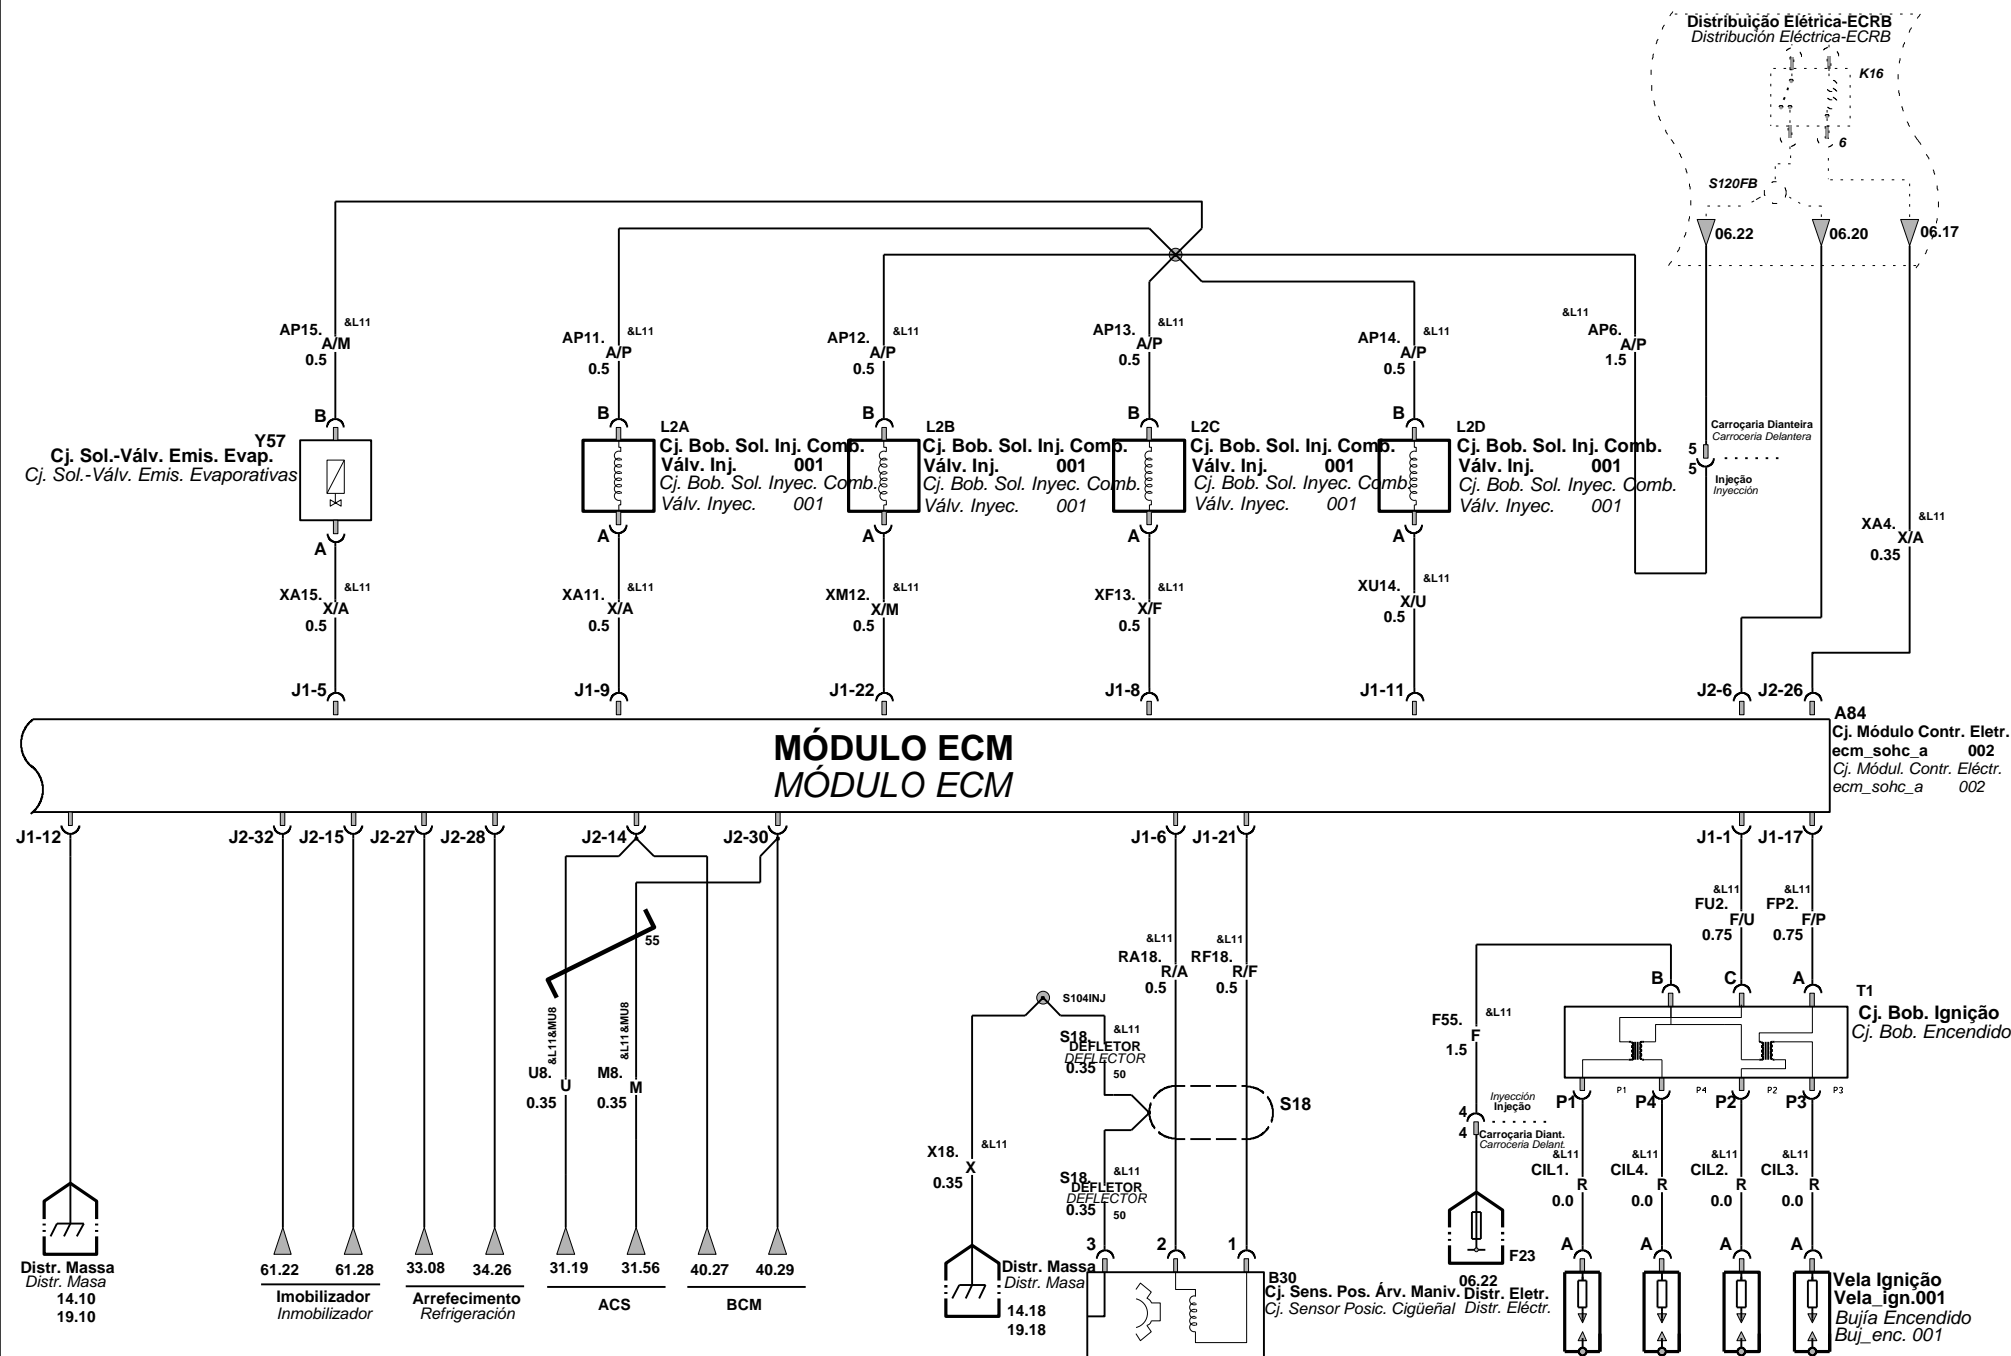 Distribuição Elétrica-ECRB
Distribución Eléctrica-ECRB
K16
6
S120FB
06.22
06.20
06.17
AP15.
&L11
A/M
0.5
AP11.
&L11
A/P
0.5
AP12.
&L11
A/P
0.5
AP13.
&L11
A/P
0.5
AP14.
&L11
A/P
0.5
&L11
AP6.
A/P
1.5
B
B
B
B
B
Y57
Cj. Sol.-Válv. Emis. Evap.
Cj. Sol.-Válv. Emis. Evaporativas
L2A
Cj. Bob. Sol. Inj. Comb.
Válv. Inj. 001
Cj. Bob. Sol. Inyec. Comb.
Válv. Inyec. 001
L2B
Cj. Bob. Sol. Inj. Comb.
Válv. Inj. 001
Cj. Bob. Sol. Inyec. Comb.
Válv. Inyec. 001
L2C
Cj. Bob. Sol. Inj. Comb.
Válv. Inj. 001
Cj. Bob. Sol. Inyec. Comb.
Válv. Inyec. 001
L2D
Cj. Bob. Sol. Inj. Comb.
Válv. Inj. 001
Cj. Bob. Sol. Inyec. Comb.
Válv. Inyec. 001
Carroçaria Dianteira
Carroceria Delantera
5
5
Injeção
Inyección
A
A
A
A
A
XA4.
&L11
X/A
0.35
XA15.
&L11
X/A
0.5
XA11.
&L11
X/A
0.5
XM12.
&L11
X/M
0.5
XF13.
&L11
X/F
0.5
XU14.
&L11
X/U
0.5
J1-5
J1-9
J1-22
J1-8
J1-11
J2-6
J2-26
MÓDULO ECM
MÓDULO ECM
A84
Cj. Módulo Contr. Eletr.
ecm_sohc_a 002
Cj. Módul. Contr. Eléctr.
ecm_sohc_a 002
J1-12
J2-32
J2-15
J2-27
J2-28
J2-14
J2-30
J1-6
J1-21
J1-1
J1-17
55
&L11&MU8
U8.
U
0.35
&L11&MU8
M8.
M
0.35
&L11
RA18.
R/A
0.5
&L11
RF18.
R/F
0.5
&L11
FU2.
F/U
0.75
&L11
FP2.
F/P
0.75
S104INJ
S18.
&L11
DEFLETOR
DEFLECTOR
0.35
50
S18
X18.
&L11
X
0.35
S18.
&L11
DEFLETOR
DEFLECTOR
0.35
50
B
C
A
T1
Cj. Bob. Ignição
Cj. Bob. Encendido
F55.
&L11
F
1.5
P1
P1
P4
P4
P2
P2
P3
P3
Inyección
Injeção
4
4
Carroçaria Diant.
Carroceria Delant.
&L11
CIL1.
R
0.0
&L11
CIL4.
R
0.0
&L11
CIL2.
R
0.0
&L11
CIL3.
R
0.0
Distr. Massa
Distr. Masa
14.10
19.10
61.22
61.28
Imobilizador
Inmobilizador
33.08
34.26
Arrefecimento
Refrigeración
31.19
31.56
ACS
40.27
40.29
BCM
Distr. Massa
Distr. Masa
14.18
19.18
3
2
1
B30
Cj. Sens. Pos. Árv. Maniv.
Cj. Sensor Posic. Cigüeñal
F23
06.22
Distr. Eletr.
Distr. Eléctr.
A
A
A
A
Vela Ignição
Vela_ign.001
Bujía Encendido
Buj_enc. 001